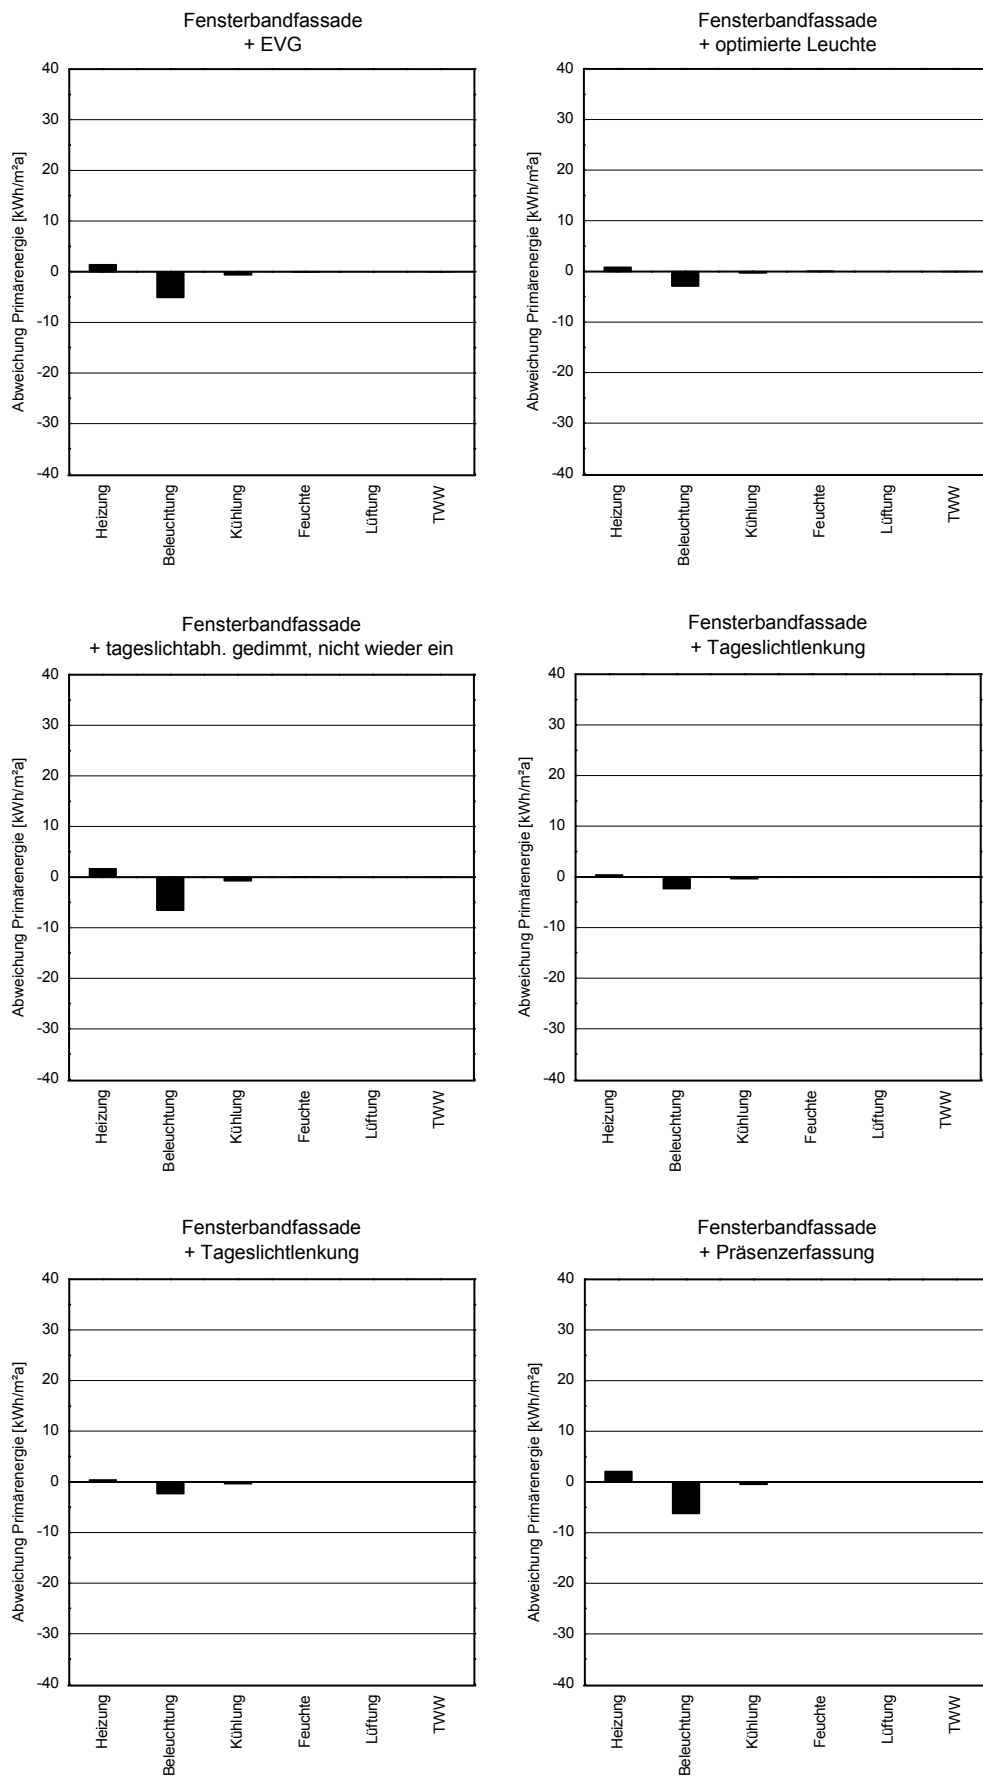 Fensterbandfassade
+ EVG
40
30
20
10
0
-10
-20
-30
-40
Abweichung Primärenergie [kWh/m²a]
Heizung
Beleuchtung
Kühlung
Feuchte
Lüftung
TWW
Fensterbandfassade
+ optimierte Leuchte
40
30
20
10
0
-10
-20
-30
-40
Abweichung Primärenergie [kWh/m²a]
Heizung
Beleuchtung
Kühlung
Feuchte
Lüftung
TWW
Fensterbandfassade
+ tageslichtabh. gedimmt, nicht wieder ein
40
30
20
10
0
-10
-20
-30
-40
Abweichung Primärenergie [kWh/m²a]
Heizung
Beleuchtung
Kühlung
Feuchte
Lüftung
TWW
Fensterbandfassade
+ Tageslichtlenkung
40
30
20
10
0
-10
-20
-30
-40
Abweichung Primärenergie [kWh/m²a]
Heizung
Beleuchtung
Kühlung
Feuchte
Lüftung
TWW
Fensterbandfassade
+ Tageslichtlenkung
40
30
20
10
0
-10
-20
-30
-40
Abweichung Primärenergie [kWh/m²a]
Heizung
Beleuchtung
Kühlung
Feuchte
Lüftung
TWW
Fensterbandfassade
+ Präsenzerfassung
40
30
20
10
0
-10
-20
-30
-40
Abweichung Primärenergie [kWh/m²a]
Heizung
Beleuchtung
Kühlung
Feuchte
Lüftung
TWW